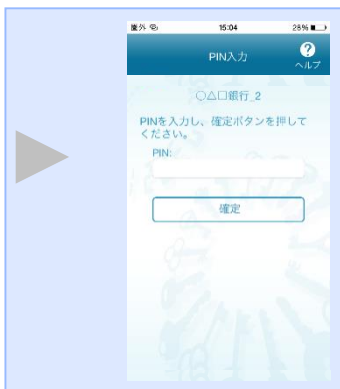 圏外
15:04
28%
PIN入力
?
ヘルプ
○△□銀行_2
PINを入力し、確定ボタンを押して
ください。
PIN:
確定